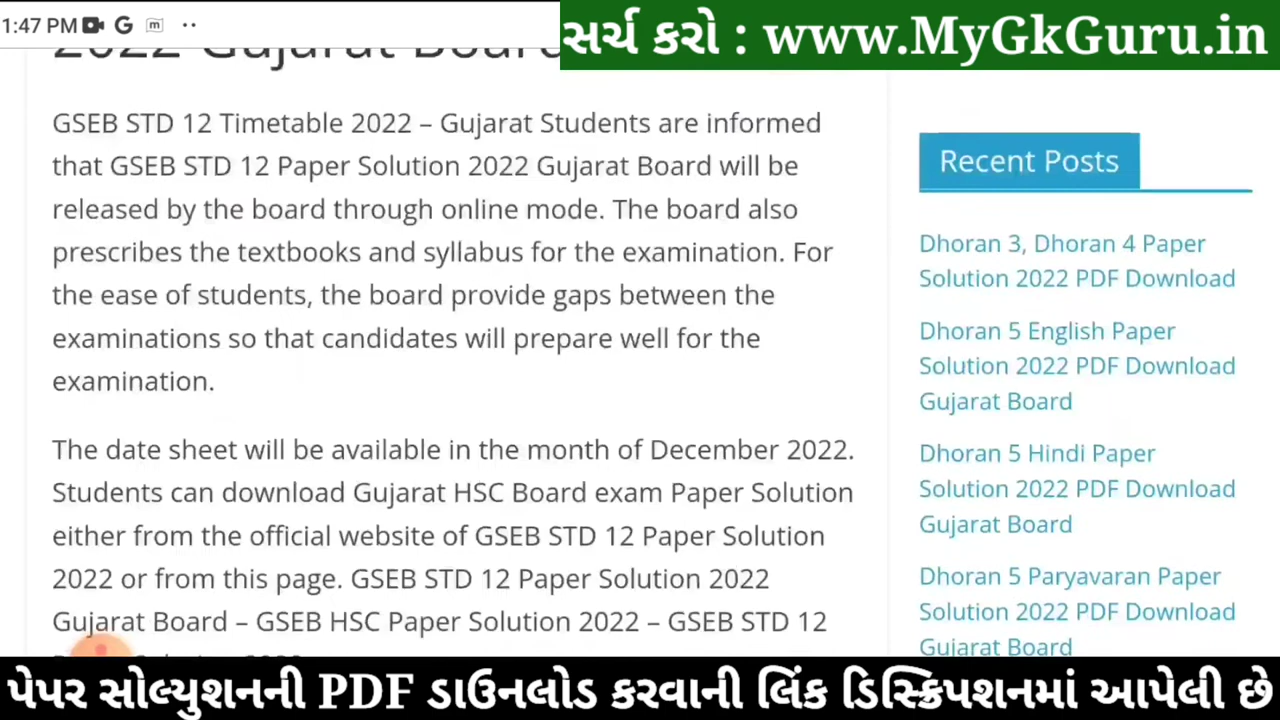 1:47 PM G m
સર્ચ કરો : www.MyGkGuru.in
2022 Gujarat Board
GSEB STD 12 Timetable 2022 – Gujarat Students are informed
that GSEB STD 12 Paper Solution 2022 Gujarat Board will be
released by the board through online mode. The board also
prescribes the textbooks and syllabus for the examination. For
the ease of students, the board provide gaps between the
examinations so that candidates will prepare well for the
examination.
The date sheet will be available in the month of December 2022.
Students can download Gujarat HSC Board exam Paper Solution
either from the official website of GSEB STD 12 Paper Solution
2022 or from this page. GSEB STD 12 Paper Solution 2022
Gujarat Board – GSEB HSC Paper Solution 2022 – GSEB STD 12
Recent Posts
Dhoran 3, Dhoran 4 Paper
Solution 2022 PDF Download
Dhoran 5 English Paper
Solution 2022 PDF Download
Gujarat Board
Dhoran 5 Hindi Paper
Solution 2022 PDF Download
Gujarat Board
Dhoran 5 Paryavaran Paper
Solution 2022 PDF Download
Gujarat Board
પેપર સોલ્યુશનની PDF ડાઉનલોડ કરવાની લિંક ડિસ્ક્રિપશનમાં આપેલી છે